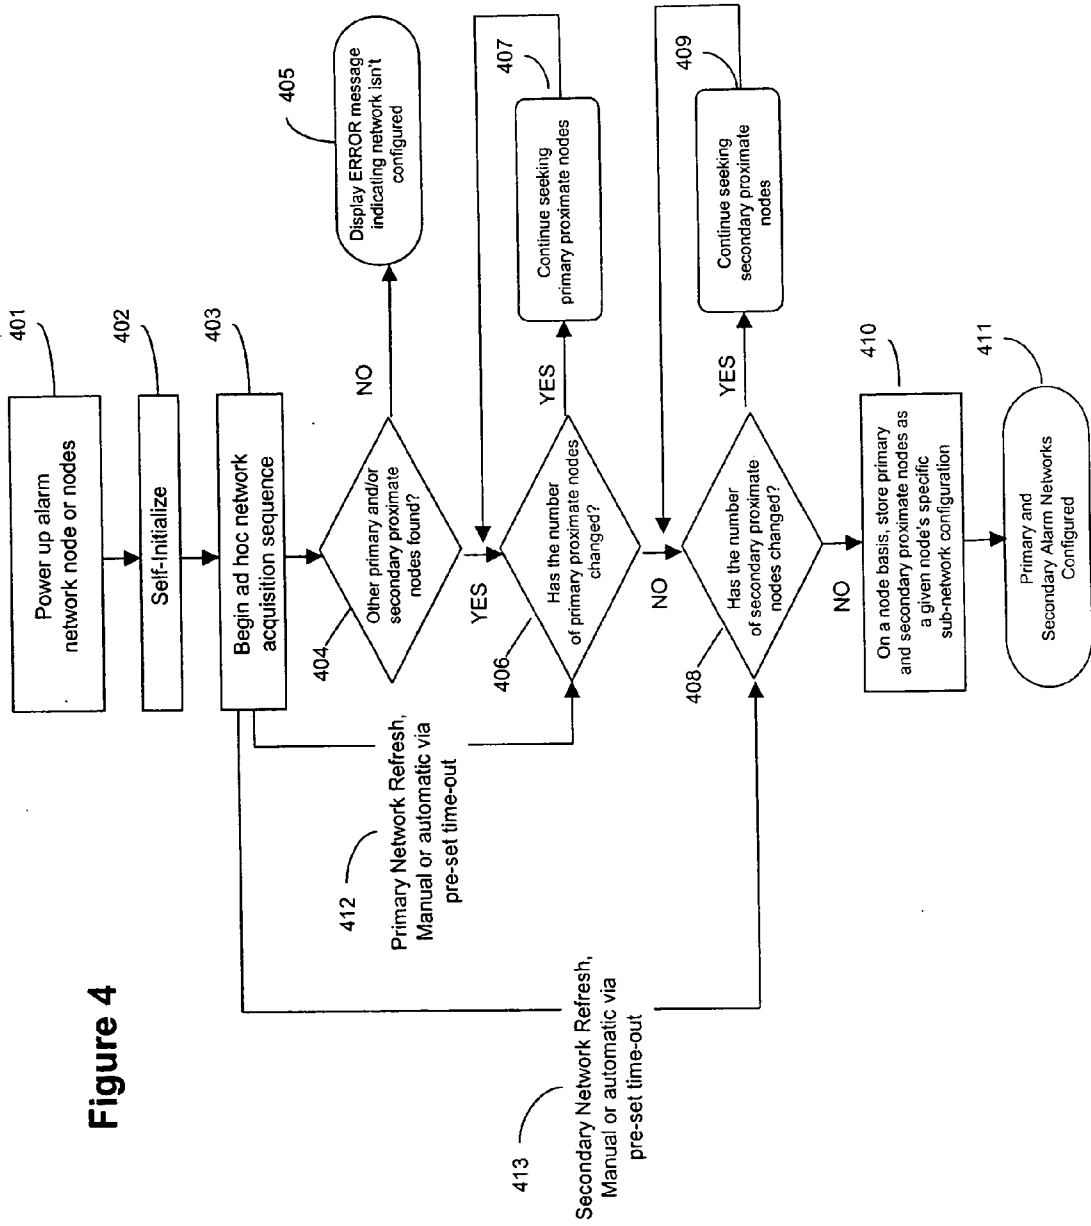 Figure 4
401
Power up alarm
network node or nodes
402
Self-Initialize
403
Begin ad hoc network
acquisition sequence
404
Other primary and/or
secondary proximate
nodes found?
NO
405
Display ERROR message
indicating network isn't
configured
YES
406
Has the number
of primary proximate nodes
changed?
YES
407
Continue seeking
primary proximate nodes
NO
408
Has the number
of secondary proximate
nodes changed?
YES
409
Continue seeking
secondary proximate
nodes
NO
410
On a node basis, store primary
and secondary proximate nodes as
a given node's specific
sub-network configuration
411
Primary and
Secondary Alarm Networks
Configured
412
Primary Network Refresh,
Manual or automatic via
pre-set time-out
413
Secondary Network Refresh,
Manual or automatic via
pre-set time-out